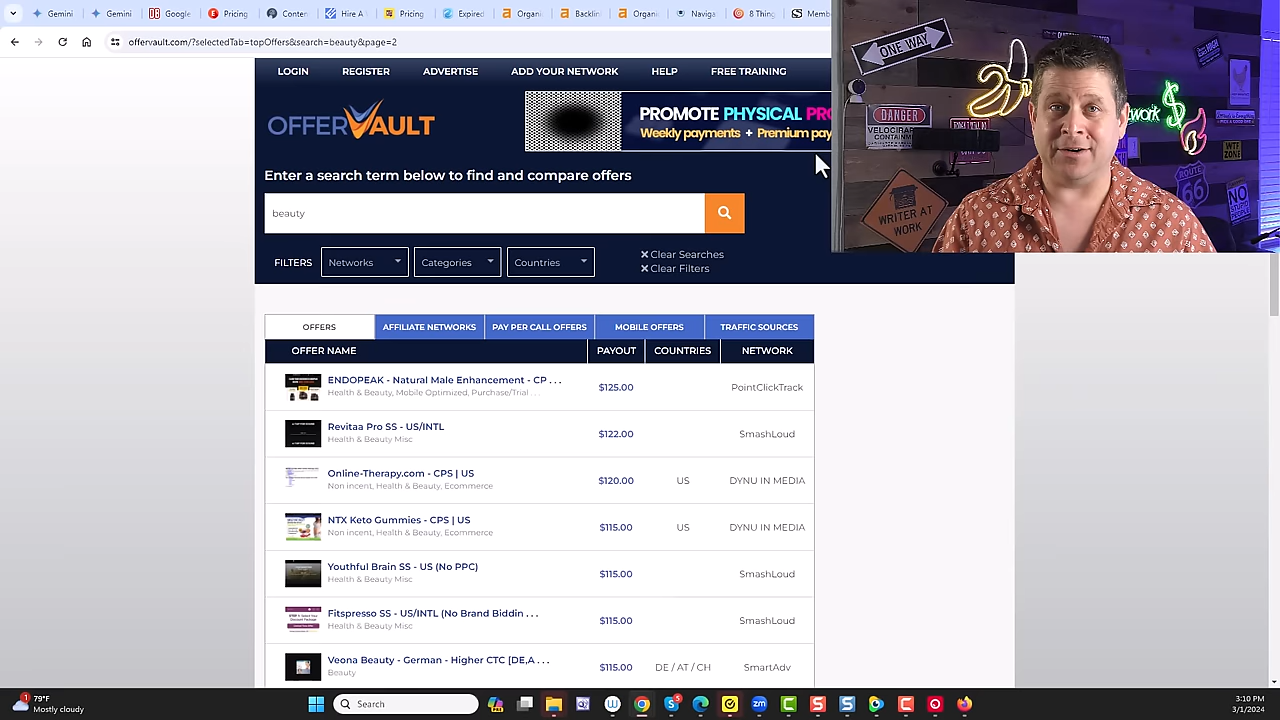 Gemini
Gemini
Google
Pricing
Conten
Hire A
Pricing
Expired
Organi
Backlin
Organi
Naviga
8 Thing
Memb
offervault.com/?selectedTab=topOffers&search=beauty&page=2
LOGIN REGISTER ADVERTISE ADD YOUR NETWORK HELP FREE TRAINING
OFFERVAULT
PROMOTE PHYSICAL PRO
Weekly payments + Premium pay
ONE WAY
DANGER
VELOCIRAP
CONTAINM
WRITER AT
WORK
work
$
ROUTE
66
NO
Enter a search term below to find and compare offers
beauty
FILTERS Networks Categories Countries
Clear Searches
Clear Filters
OFFERS AFFILIATE NETWORKS PAY PER CALL OFFERS MOBILE OFFERS TRAFFIC SOURCES
OFFER NAME PAYOUT COUNTRIES NETWORK
ENDOPEAK - Natural Male Enhancement - CP . . . $125.00 PointClickTrack
Health & Beauty, Mobile Optimized, Purchase/Trial . . .
Revitaa Pro SS - US/INTL $122.00 SmashLoud
Health & Beauty Misc
Online-Therapy.com - CPS | US $120.00 US DYNU IN MEDIA
Non incent, Health & Beauty, Ecommerce
NTX Keto Gummies - CPS | US $115.00 US DYNU IN MEDIA
Non incent, Health & Beauty, Ecommerce
Youthful Brain SS - US (No PPC) $115.00 SmashLoud
Health & Beauty Misc
Fitspresso SS - US/INTL (No Brand Biddin . . . $115.00 SmashLoud
Health & Beauty Misc
Veona Beauty - German - Higher CTC [DE,A . . . $115.00 DE / AT / CH SmartAdv
Beauty
1
79°F
Mostly cloudy
Search
3:10 PM
3/1/2024